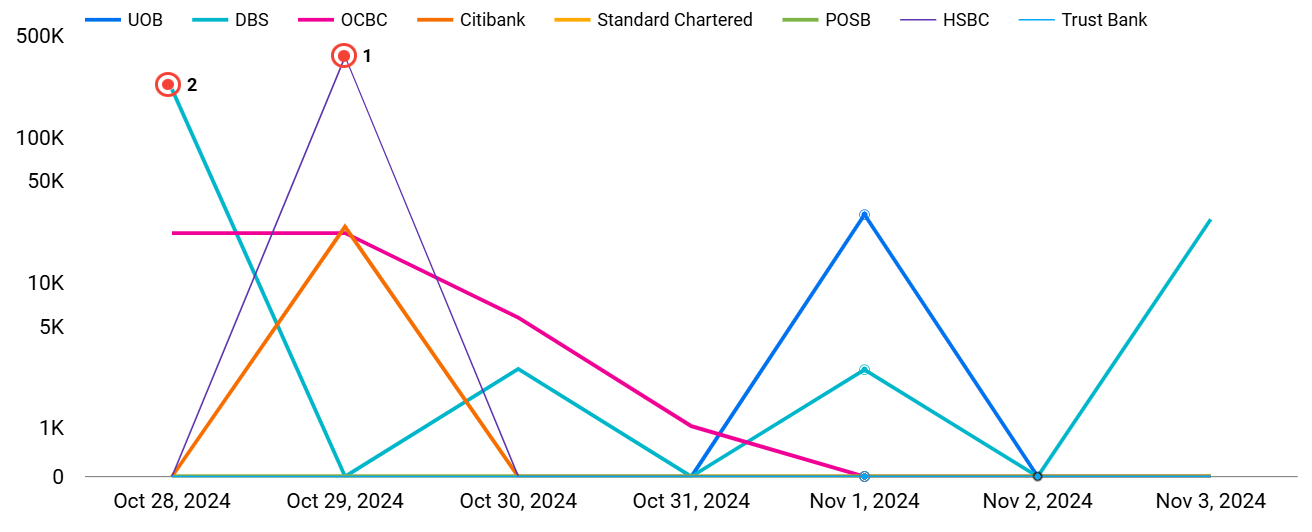 UOB DBS OCBC Citibank Standard Chartered POSB HSBC Trust Bank
500K
1
2
100K
50K
10K
5K
1K
0
Oct 28, 2024 Oct 29, 2024 Oct 30, 2024 Oct 31, 2024 Nov 1, 2024 Nov 2, 2024 Nov 3, 2024